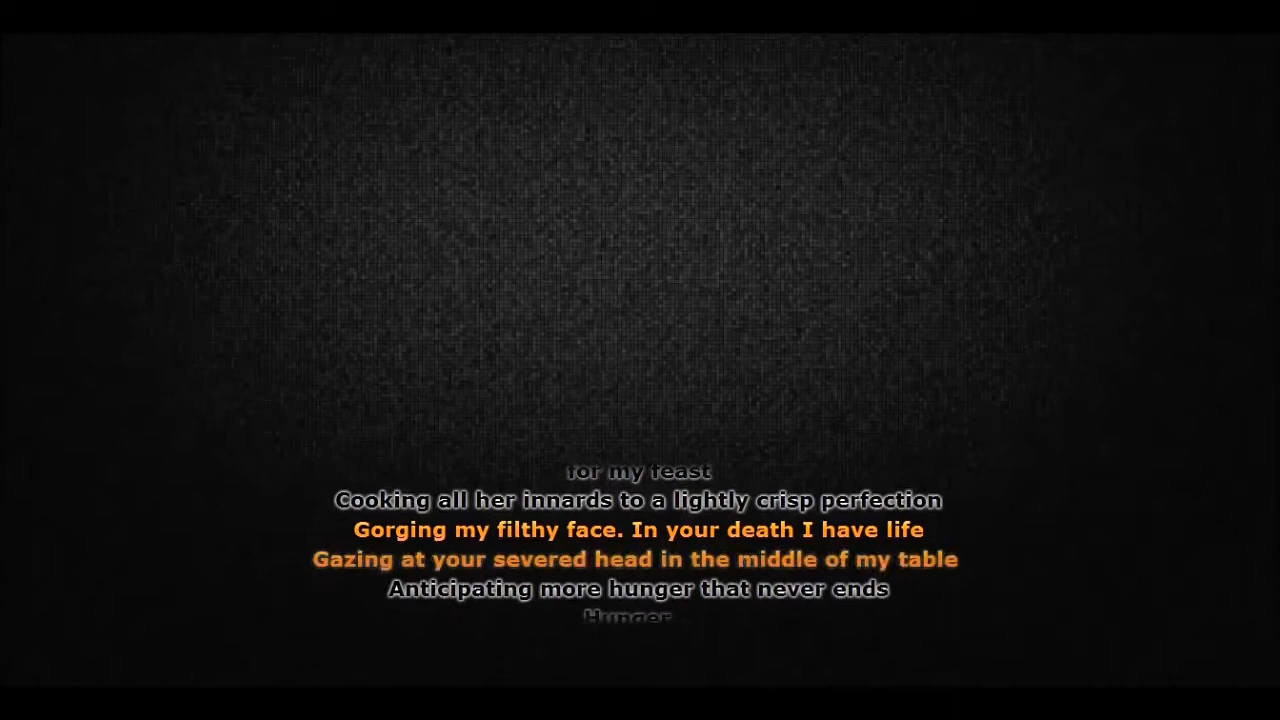 for my feast
Cooking all her innards to a lightly crisp perfection
Gorging my filthy face. In your death I have life
Gazing at your severed head in the middle of my table
Anticipating more hunger that never ends
Hunger...